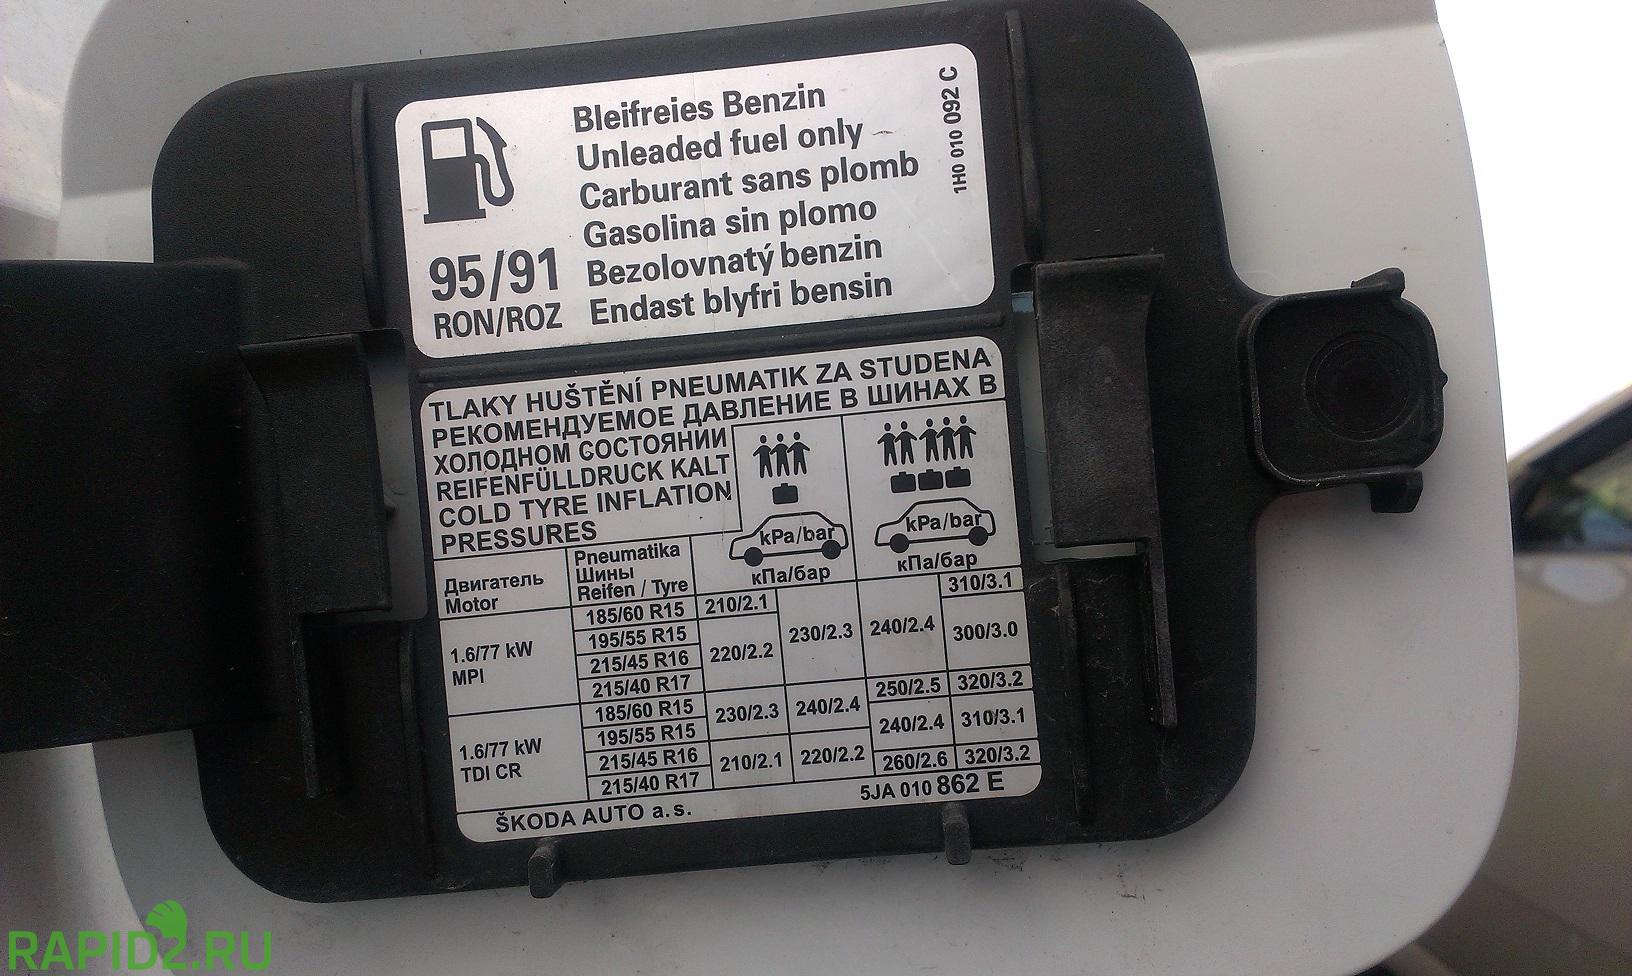 Bleifreies Benzin
Unleaded fuel only
Carburant sans plomb
Gasolina sin plomo
Bezolovnatý benzin
Endast blyfri bensin
95/91
RON/ROZ
1H0 010 092 C
TLAKY HUŠTĚNÍ PNEUMATIK ZA STUDENA
РЕКОМЕНДУЕМОЕ ДАВЛЕНИЕ В ШИНАХ В
ХОЛОДНОМ СОСТОЯНИИ
REIFENFÜLLDRUCK KALT
COLD TYRE INFLATION
PRESSURES
kPa/bar
кПа/бар
kPa/bar
кПа/бар
Двигатель
Motor
Pneumatika
Шины
Reifen / Tyre
1.6/77 kW
MPI
185/60 R15
195/55 R15
215/45 R16
215/40 R17
210/2.1
220/2.2
230/2.3
240/2.4
250/2.5
310/3.1
300/3.0
320/3.2
1.6/77 kW
TDI CR
185/60 R15
195/55 R15
215/45 R16
215/40 R17
230/2.3
210/2.1
240/2.4
220/2.2
240/2.4
260/2.6
310/3.1
320/3.2
ŠKODA AUTO a.s.
5JA 010 862 E
RAPID2.RU